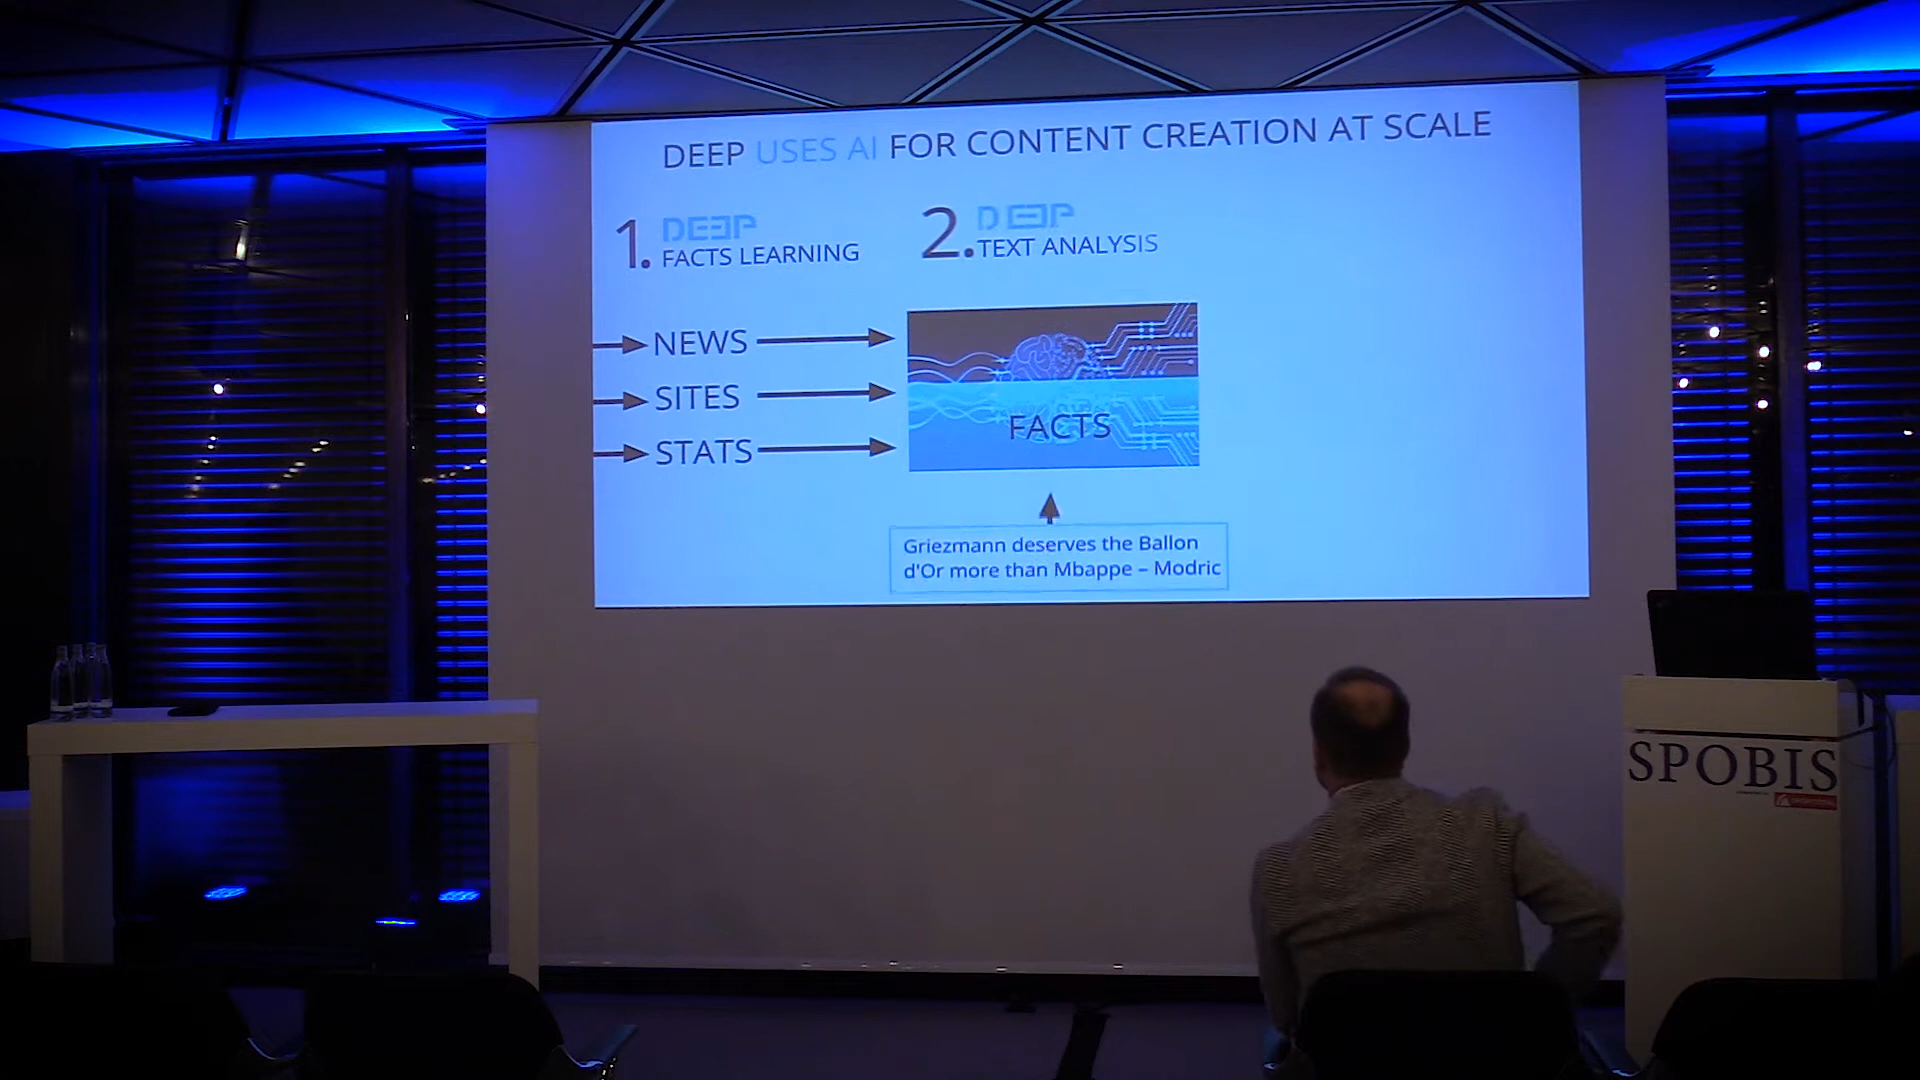 DEEP USES AI FOR CONTENT CREATION AT SCALE
1. DEEP
FACTS LEARNING
2. DEEP
TEXT ANALYSIS
NEWS
SITES
STATS
FACTS
Griezmann deserves the Ballon
d'Or more than Mbappe – Modric
SPOBIS